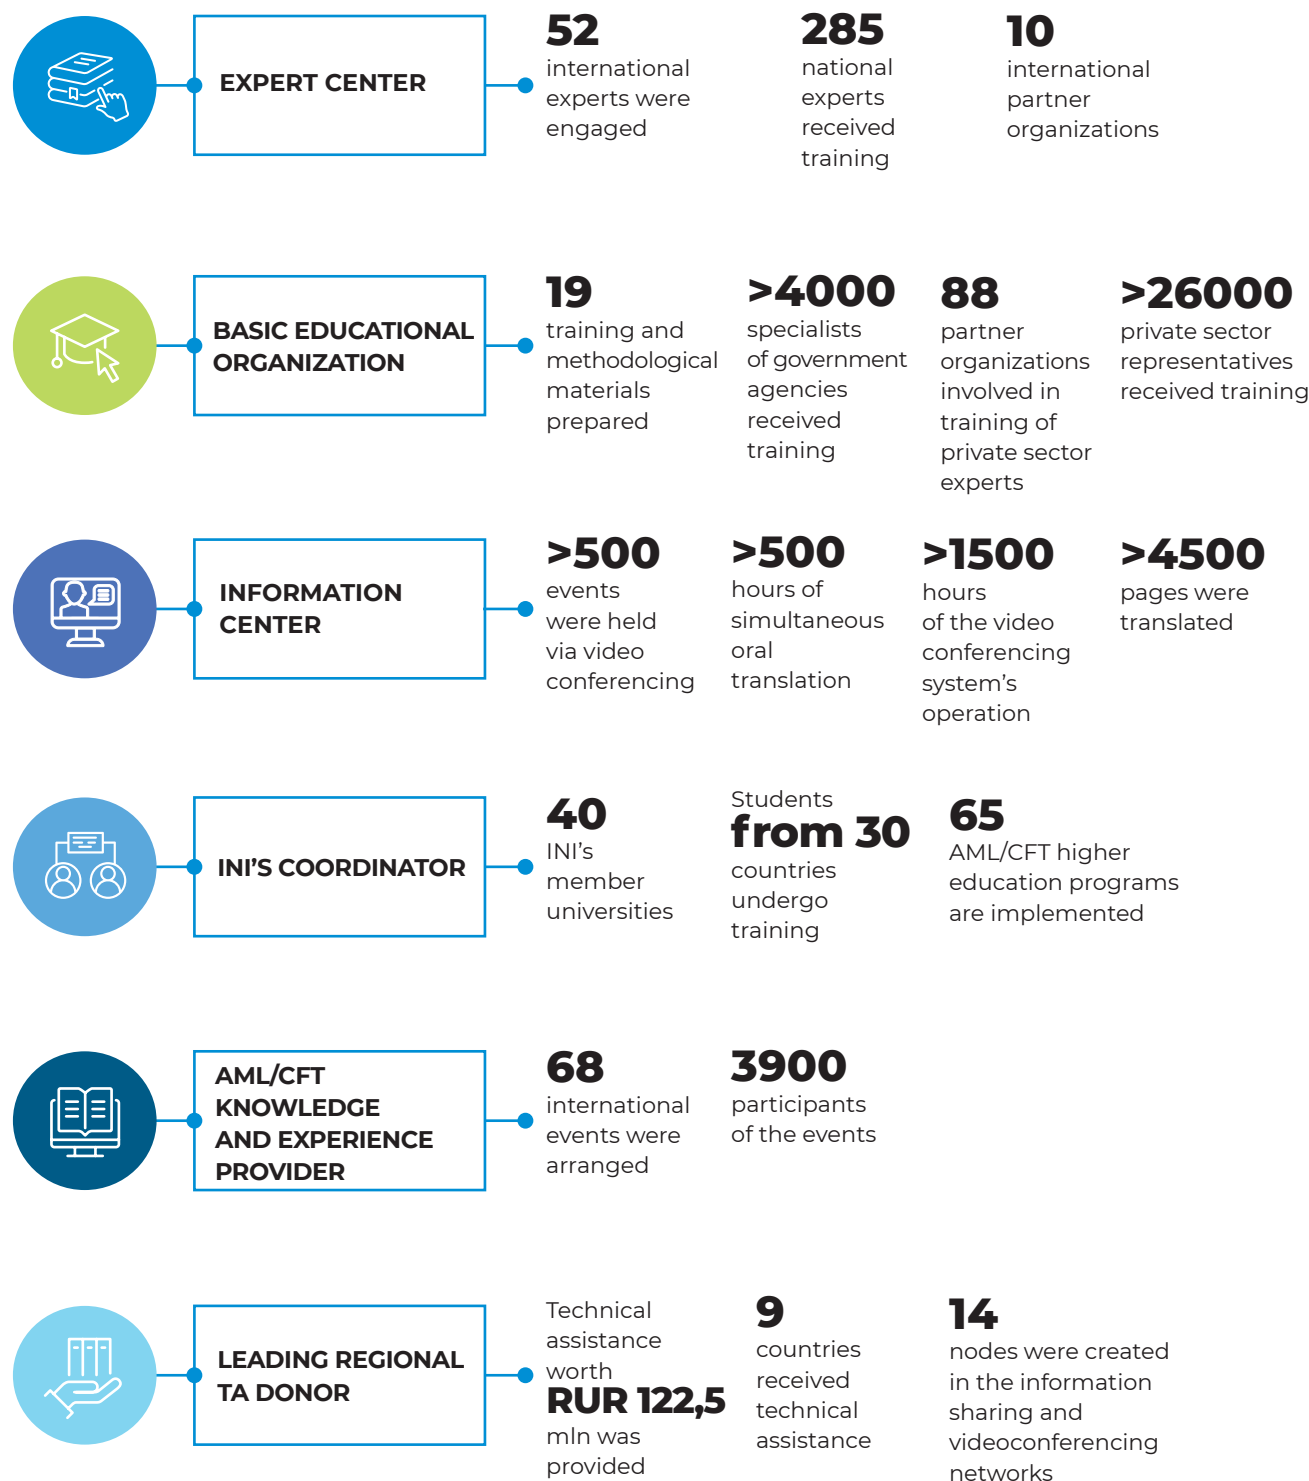 EXPERT CENTER
52
international
experts were
engaged
285
national
experts
received
training
10
international
partner
organizations
BASIC EDUCATIONAL
ORGANIZATION
19
training and
methodological
materials
prepared
>4000
specialists
of government
agencies
received
training
88
partner
organizations
involved in
training of
private sector
experts
>26000
private sector
representatives
received training
INFORMATION
CENTER
>500
events
were held
via video
conferencing
>500
hours of
simultaneous
oral
translation
>1500
hours
of the video
conferencing
system's
operation
>4500
pages were
translated
INI'S COORDINATOR
40
INI's
member
universities
Students
from 30
countries
undergo
training
65
AML/CFT higher
education programs
are implemented
AML/CFT
KNOWLEDGE
AND EXPERIENCE
PROVIDER
68
international
events were
arranged
3900
participants
of the events
LEADING REGIONAL
TA DONOR
Technical
assistance
worth
RUR 122,5
mln was
provided
9
countries
received
technical
assistance
14
nodes were created
in the information
sharing and
videoconferencing
networks